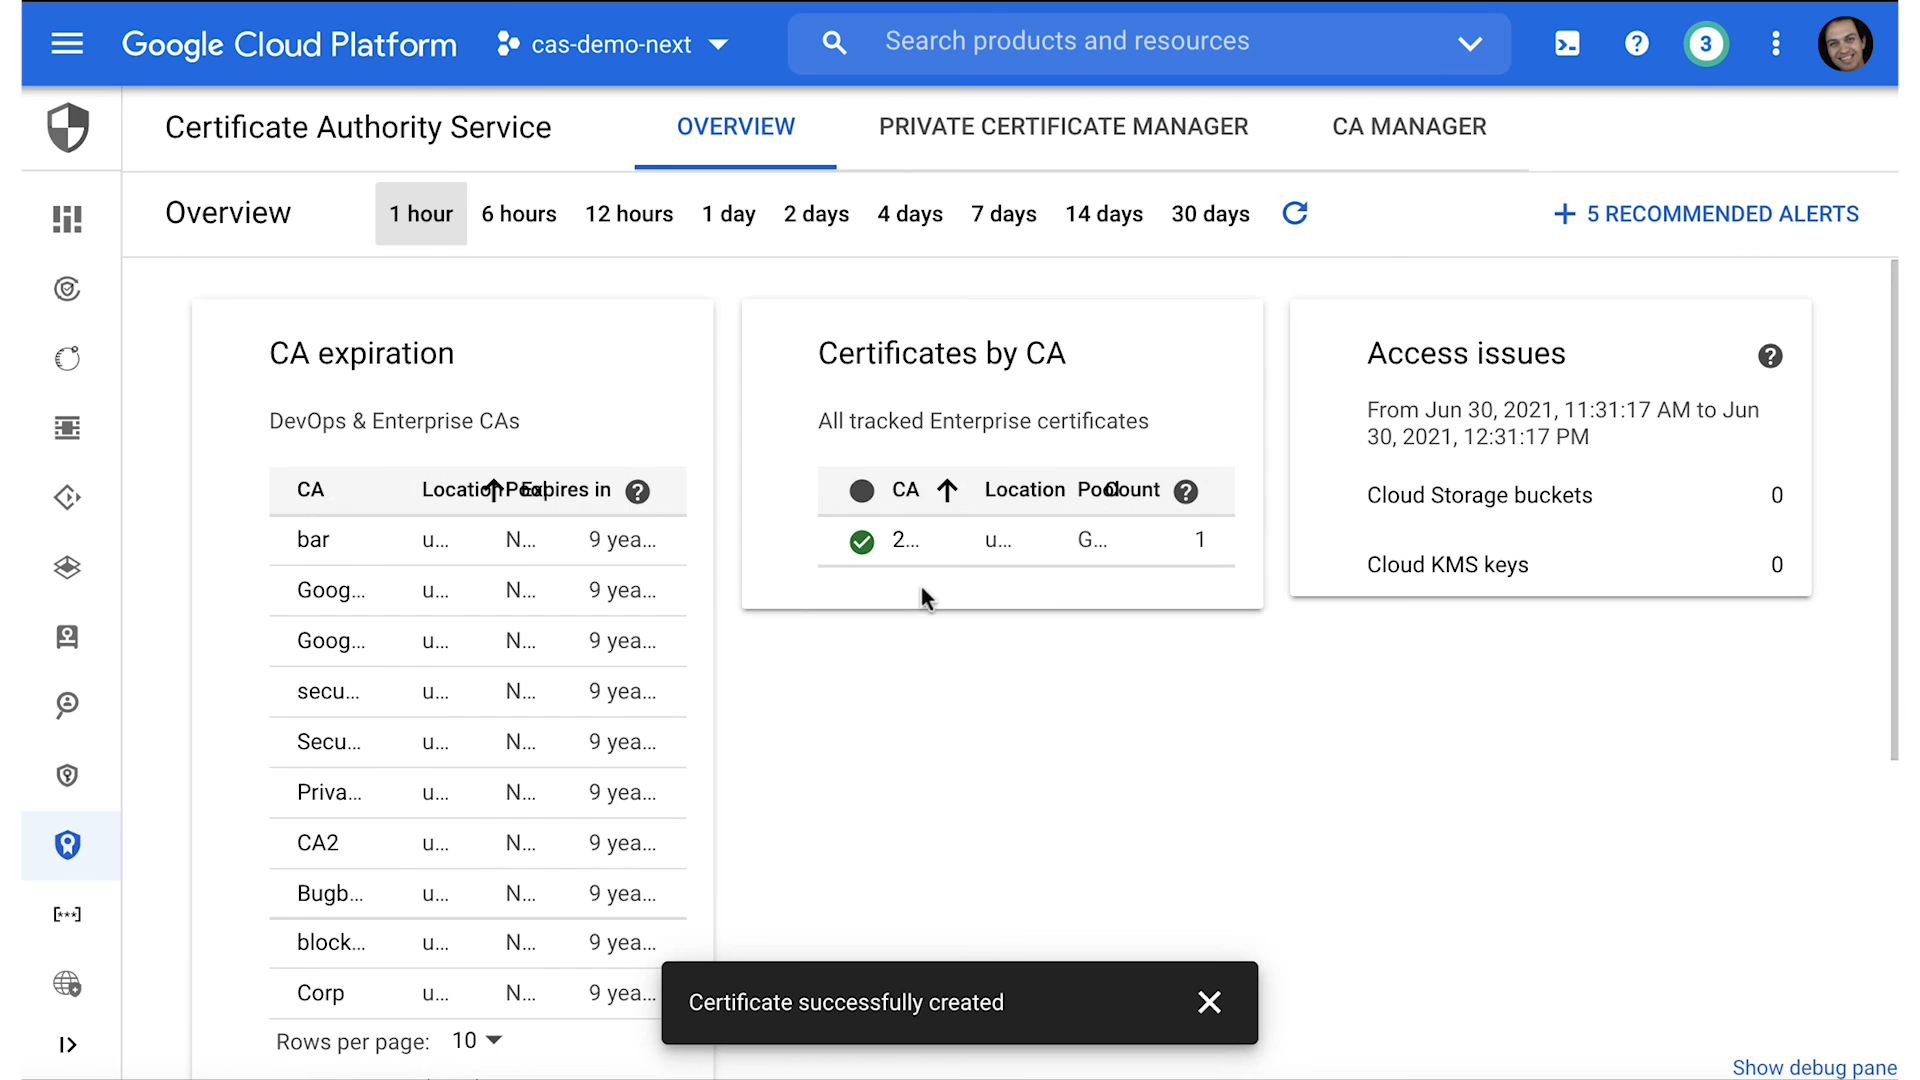 Google Cloud Platform
cas-demo-next
Search products and resources
3
Certificate Authority Service
OVERVIEW
PRIVATE CERTIFICATE MANAGER
CA MANAGER
Overview
1 hour
6 hours
12 hours
1 day
2 days
4 days
7 days
14 days
30 days
5 RECOMMENDED ALERTS
CA expiration
DevOps & Enterprise CAs
CA Location Pool Expires in
bar u... N... 9 yea...
Goog... u... N... 9 yea...
Goog... u... N... 9 yea...
secu... u... N... 9 yea...
Secu... u... N... 9 yea...
Priva... u... N... 9 yea...
CA2 u... N... 9 yea...
Bugb... u... N... 9 yea...
block... u... N... 9 yea...
Corp u... N... 9 yea...
Rows per page: 10
Certificates by CA
All tracked Enterprise certificates
CA Location Pool Count
2... u... G... 1
Access issues
From Jun 30, 2021, 11:31:17 AM to Jun
30, 2021, 12:31:17 PM
Cloud Storage buckets 0
Cloud KMS keys 0
Certificate successfully created
Show debug pane